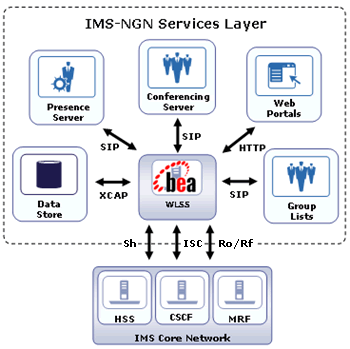 IMS-NGN Services Layer
Presence
Server
Conferencing
Server
Web
Portals
SIP
SIP
HTTP
Data
Store
XCAP
bea
WLSS
SIP
Group
Lists
Sh
ISC
Ro/Rf
HSS
CSCF
MRF
IMS Core Network